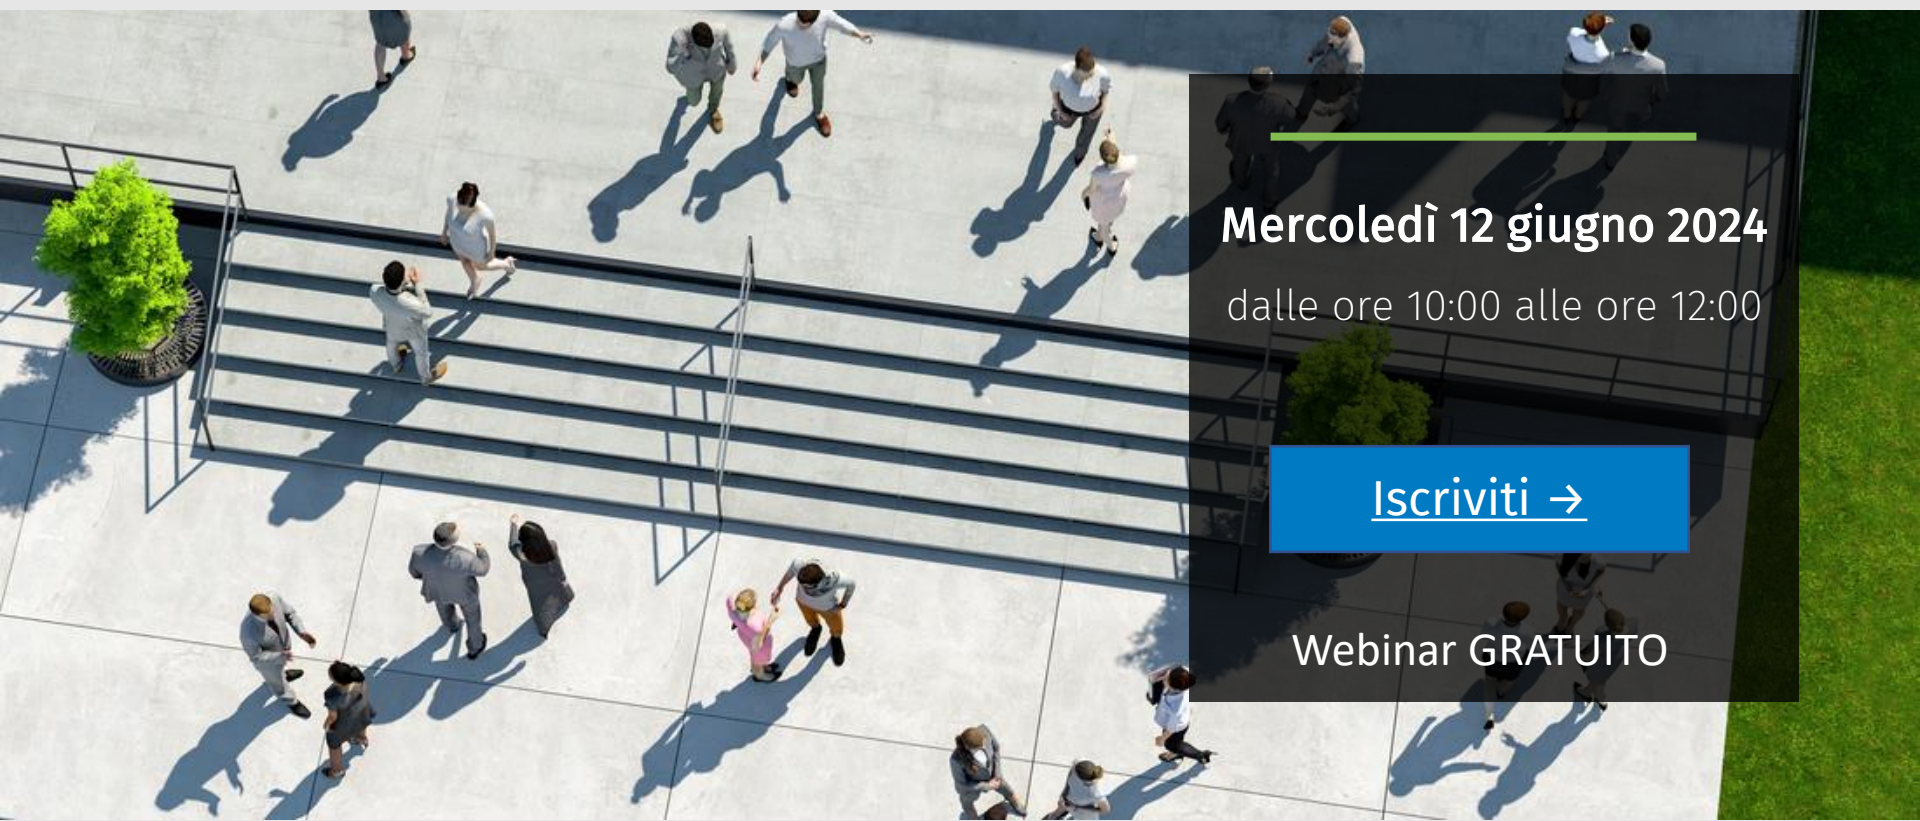 Mercoledì 12 giugno 2024
dalle ore 10:00 alle ore 12:00
Iscriviti →
Webinar GRATUITO